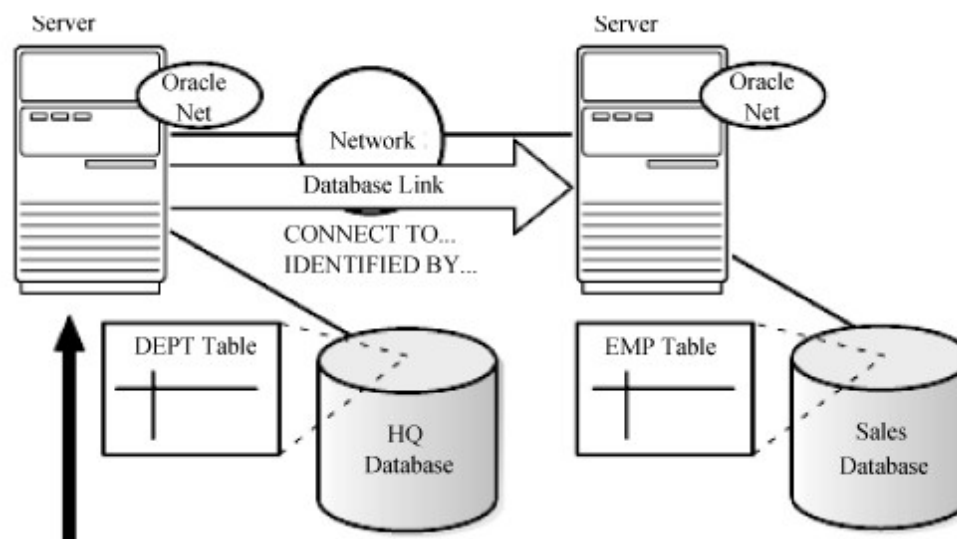 Server
Server
Oracle
Net
Oracle
Net
Network
Database Link
CONNECT TO...
IDENTIFIED BY...
DEPT Table
EMP Table
HQ
Database
Sales
Database